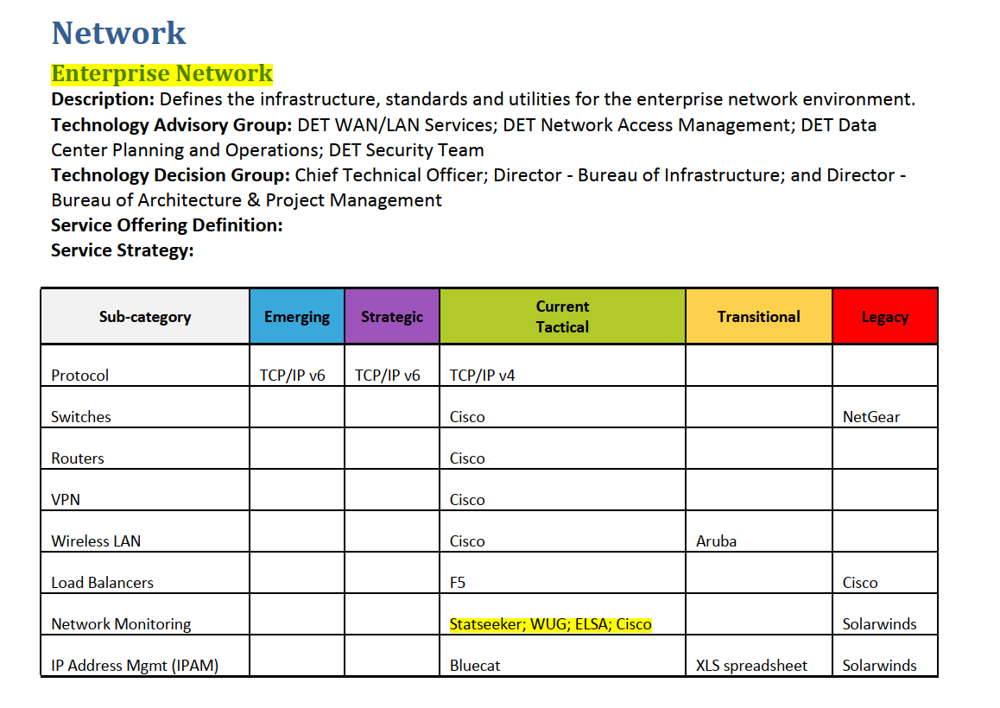 Network
Enterprise Network
Description: Defines the infrastructure, standards and utilities for the enterprise network environment.
Technology Advisory Group: DET WAN/LAN Services; DET Network Access Management; DET Data
Center Planning and Operations; DET Security Team
Technology Decision Group: Chief Technical Officer; Director - Bureau of Infrastructure; and Director -
Bureau of Architecture & Project Management
Service Offering Definition:
Service Strategy:
Sub-category Emerging Strategic Current Tactical Transitional Legacy
Protocol TCP/IP v6 TCP/IP v6 TCP/IP v4
Switches Cisco NetGear
Routers Cisco
VPN Cisco
Wireless LAN Cisco Aruba
Load Balancers F5 Cisco
Network Monitoring Statseeker; WUG; ELSA; Cisco Solarwinds
IP Address Mgmt (IPAM) Bluecat XLS spreadsheet Solarwinds